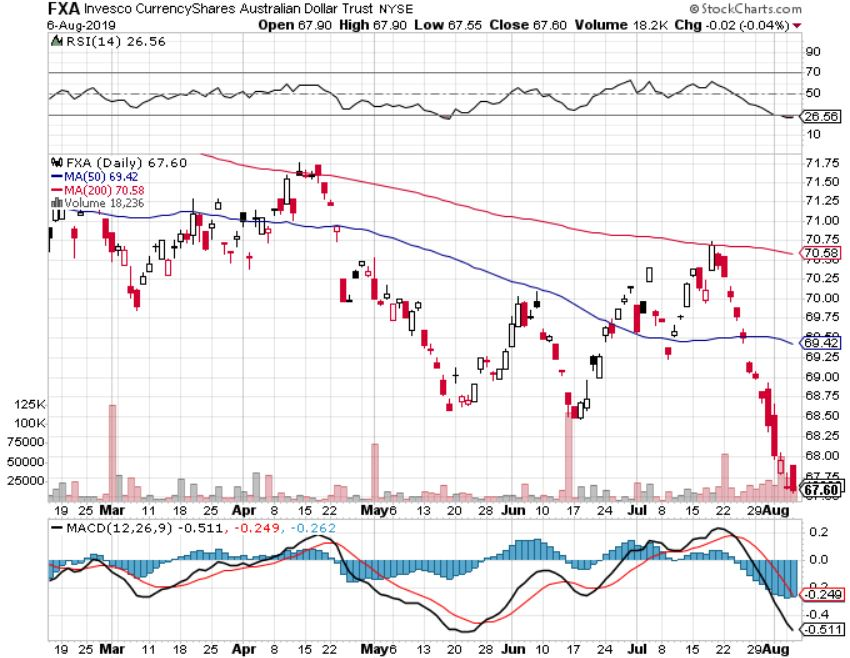 FXA Invesco CurrencyShares Australian Dollar Trust NYSE © StockCharts.com
6-Aug-2019 Open 67.90 High 67.90 Low 67.55 Close 67.60 Volume 18.2K Chg -0.02 (-0.04%)
RSI(14) 26.56
90
70
50
26.56
10
FXA (Daily) 67.60
MA(50) 69.42
MA(200) 70.58
Volume 18,236
71.75
71.50
71.25
71.00
70.75
70.58
70.25
70.00
69.75
69.42
69.25
69.00
68.75
68.50
68.25
68.00
67.75
67.60
125K
100K
75000
50000
25000
19 25 Mar 11 18 25 Apr 8 15 22 May 6 13 20 28 Jun 10 17 24 Jul 8 15 22 29 Aug
MACD(12,26,9) -0.511, -0.249, -0.262
0.2
0.0
-0.249
-0.4
-0.511
19 25 Mar 11 18 25 Apr 8 15 22 May 6 13 20 28 Jun 10 17 24 Jul 8 15 22 29 Aug